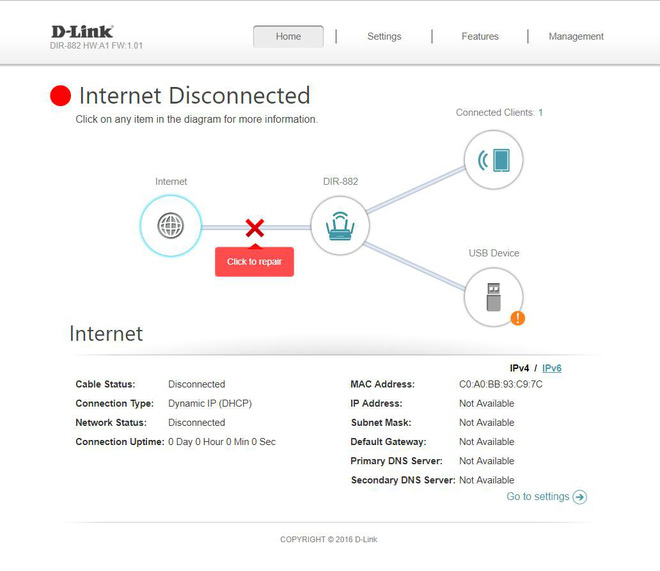 D-Link
DIR-882 HW:A1 FW:1.01
Home
Settings
Features
Management
Internet Disconnected
Click on any item in the diagram for more information.
Connected Clients: 1
Internet
DIR-882
Click to repair
USB Device
Internet
IPv4 / IPv6
Cable Status: Disconnected
Connection Type: Dynamic IP (DHCP)
Network Status: Disconnected
Connection Uptime: 0 Day 0 Hour 0 Min 0 Sec
MAC Address: C0:A0:BB:93:C9:7C
IP Address: Not Available
Subnet Mask: Not Available
Default Gateway: Not Available
Primary DNS Server: Not Available
Secondary DNS Server: Not Available
Go to settings
COPYRIGHT © 2016 D-Link